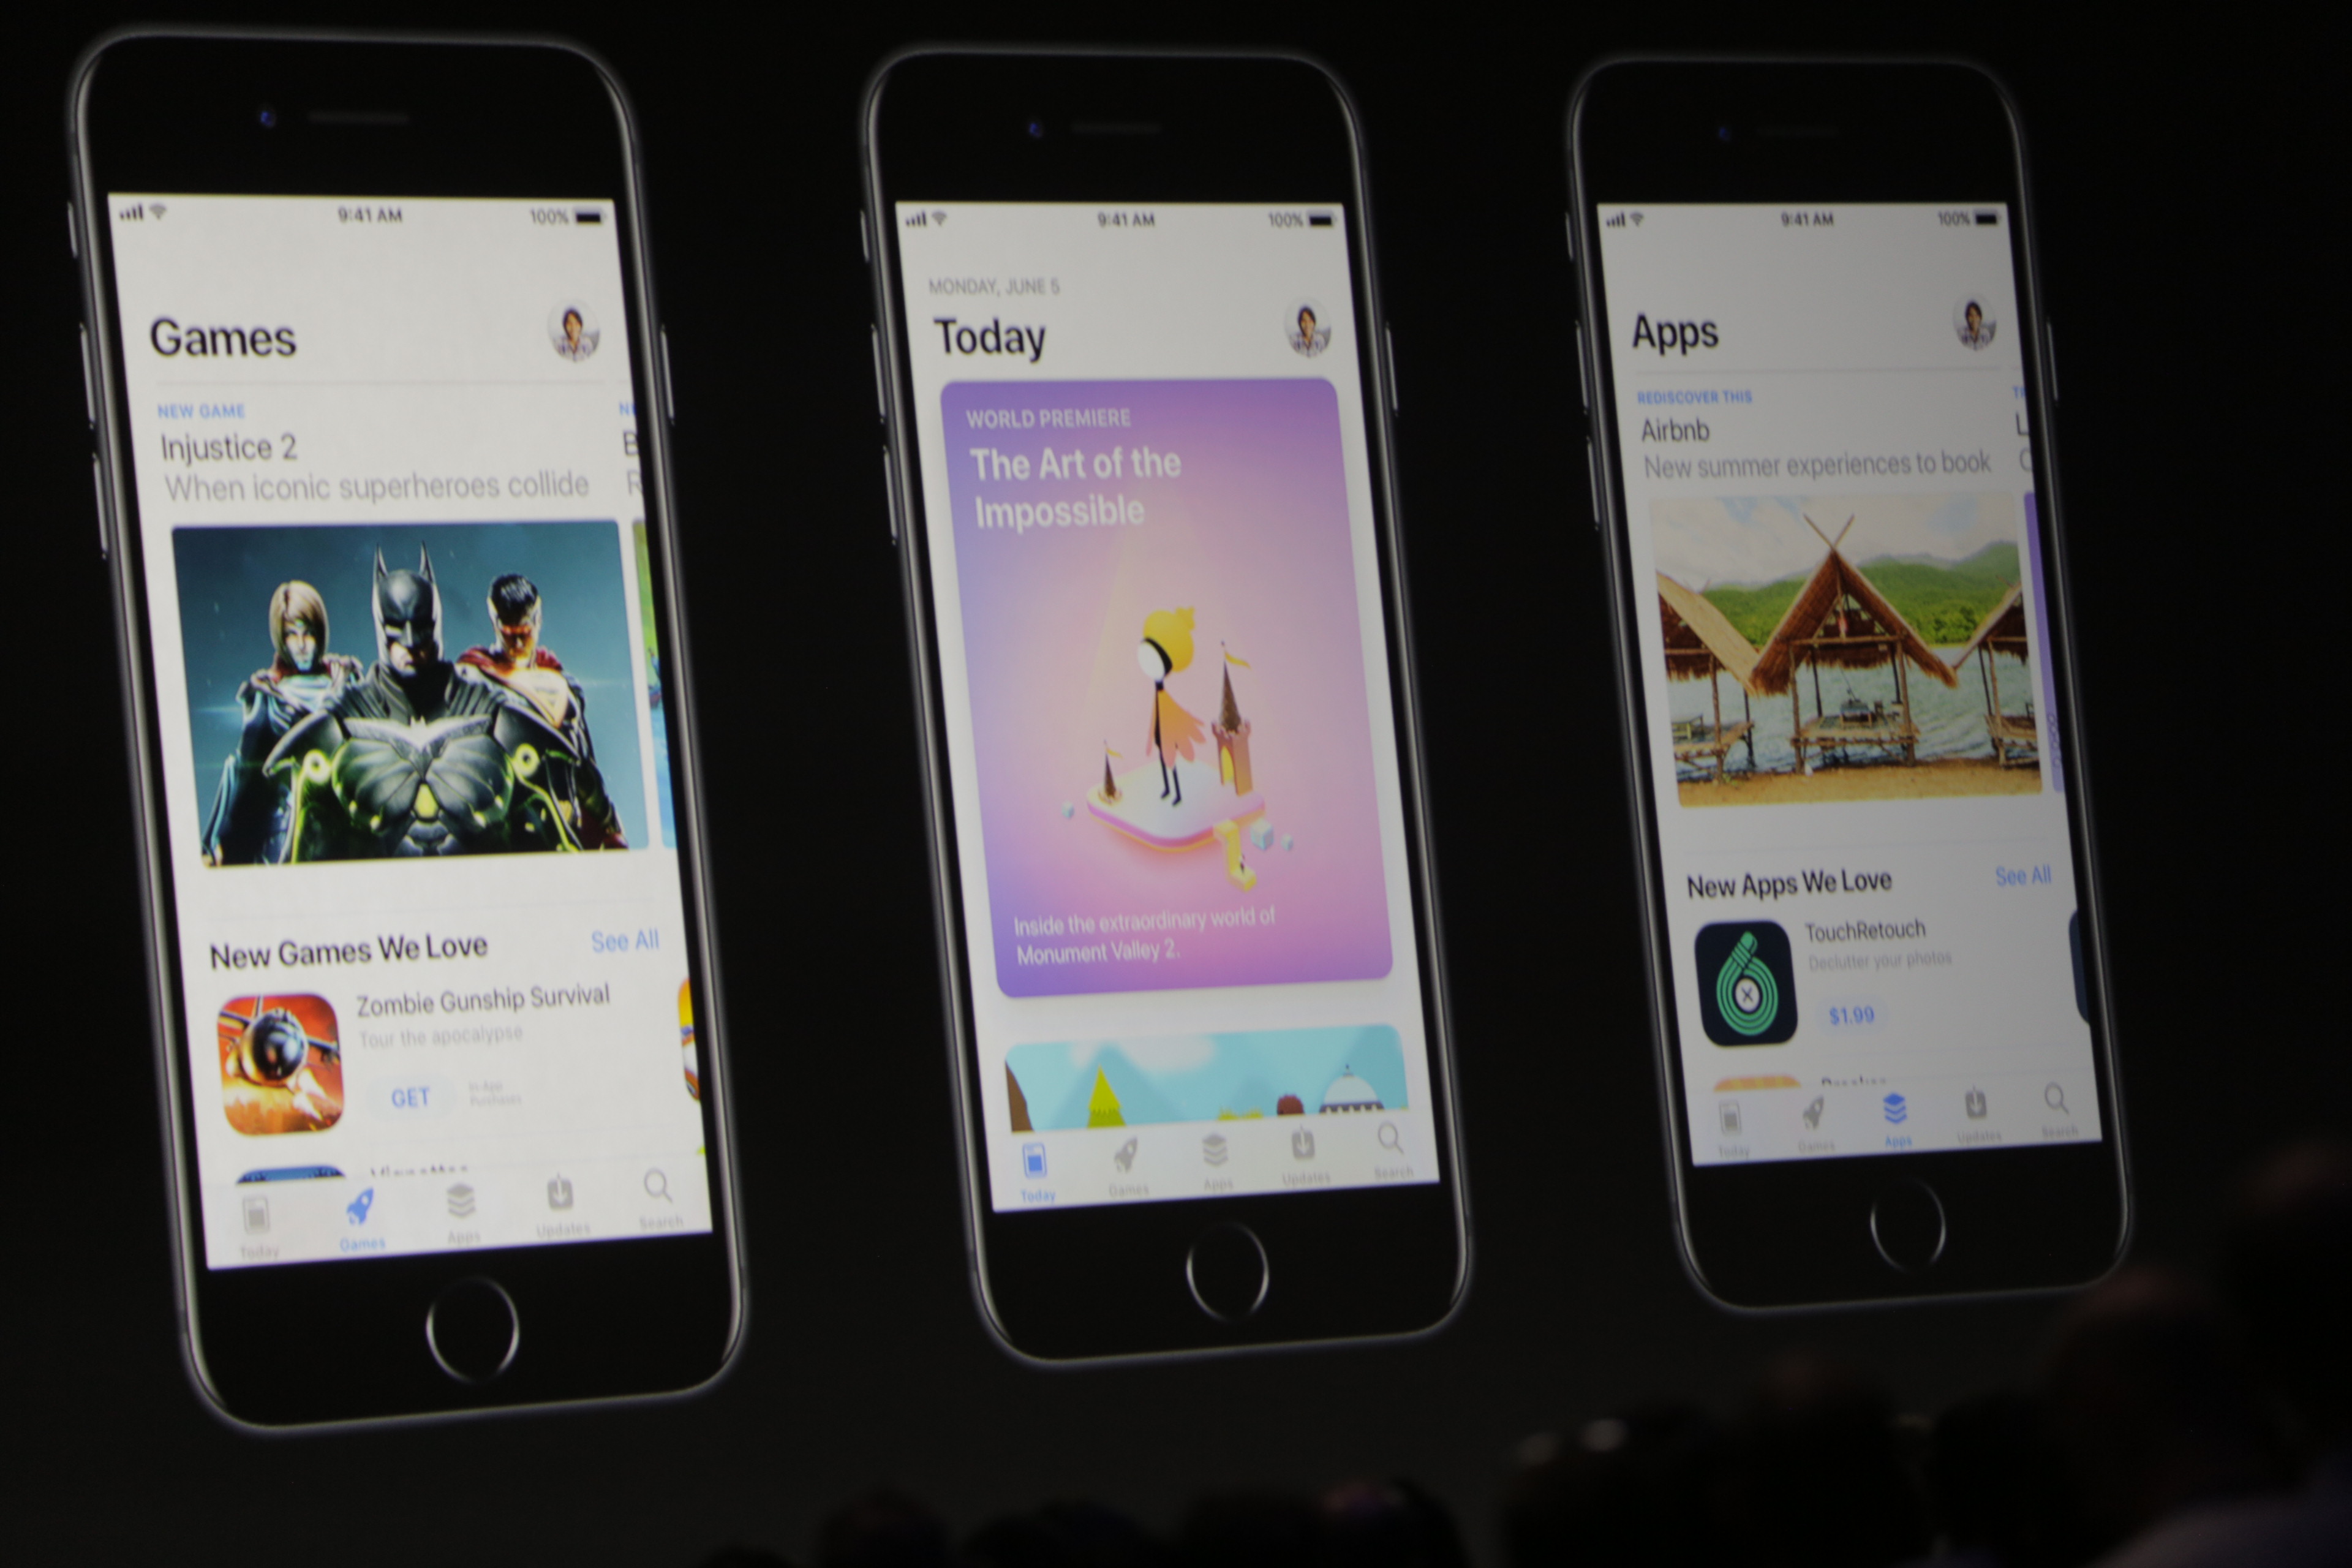 9:41 AM
100%
Games
NEW GAME
Injustice 2
When iconic superheroes collide
New Games We Love
See All
Zombie Gunship Survival
Tour the apocalypse
GET
In-App
Purchases
Today
Games
Apps
Updates
Search
9:41 AM
100%
MONDAY, JUNE 5
Today
WORLD PREMIERE
The Art of the
Impossible
Inside the extraordinary world of
Monument Valley 2.
Today
Games
Apps
Updates
Search
9:41 AM
100%
Apps
REDISCOVER THIS
Airbnb
New summer experiences to book
New Apps We Love
See All
TouchRetouch
Declutter your photos
$1.99
Today
Games
Apps
Updates
Search